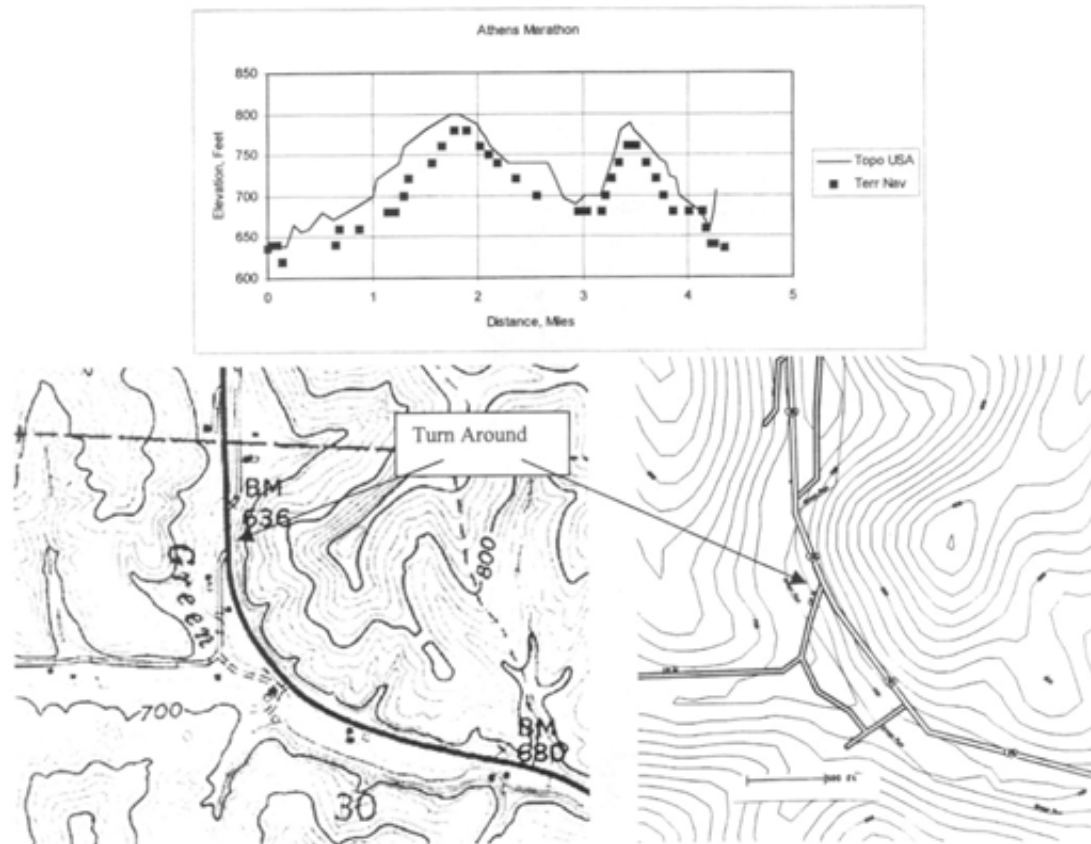 Athens Marathon
850
800
750
700
650
600
Elevation, Feet
0 1 2 3 4 5
Distance, Miles
Topo USA
Terr Nav
Turn Around
BM
636
Green
800
700
BM
680
30